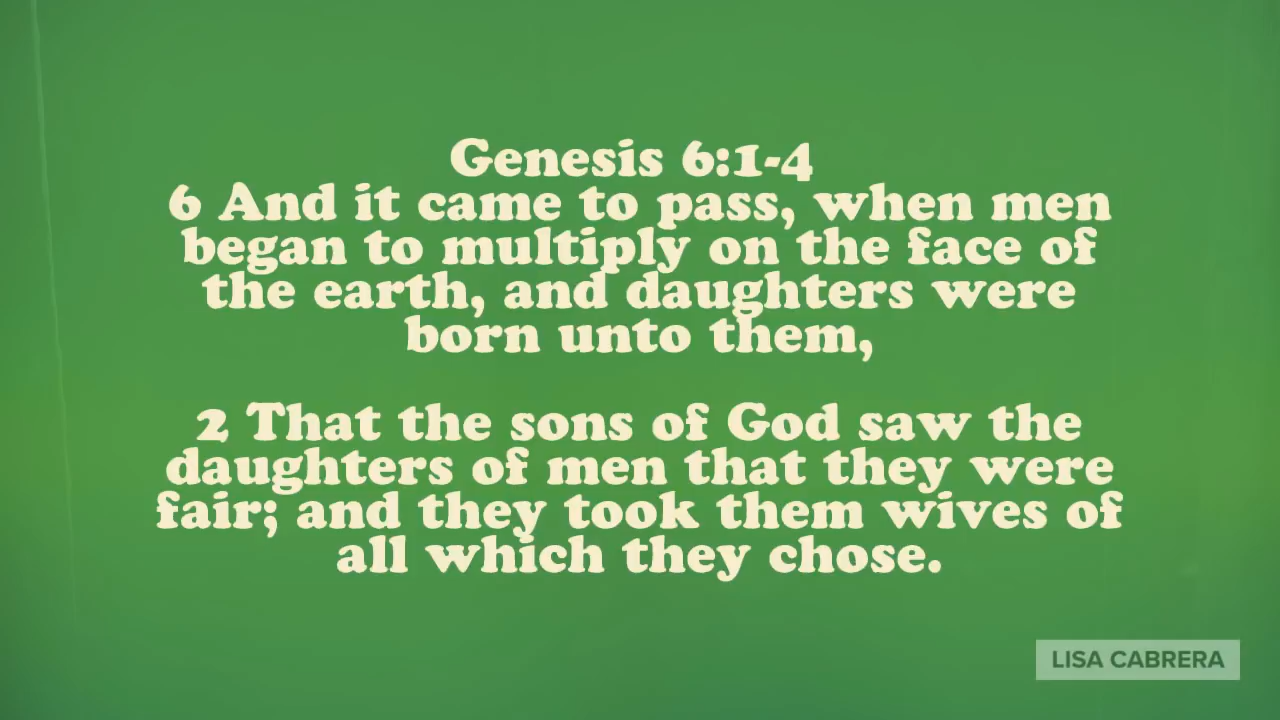 Genesis 6:1-4
6 And it came to pass, when men
began to multiply on the face of
the earth, and daughters were
born unto them,
2 That the sons of God saw the
daughters of men that they were
fair; and they took them wives of
all which they chose.
LISA CABRERA